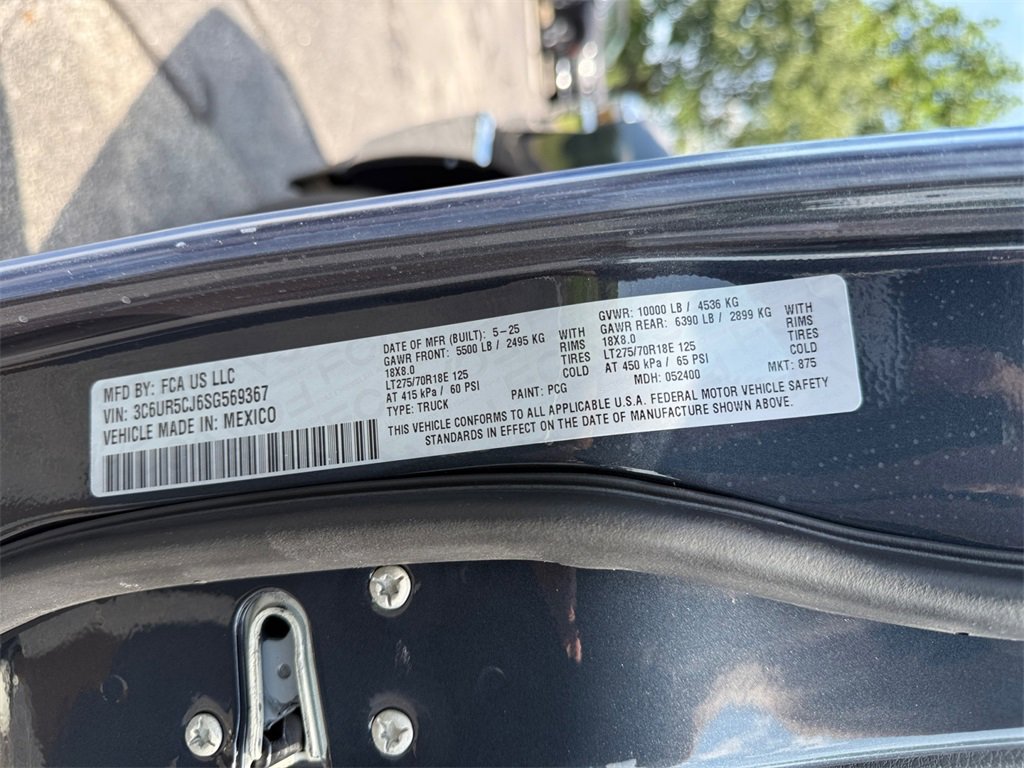 MFD BY: FCA US LLC
VIN: 3C6UR5CJ6SG569367
VEHICLE MADE IN: MEXICO
DATE OF MFR (BUILT): 5-25
GAWR FRONT: 5500 LB / 2495 KG WITH
18X8.0 RIMS
LT275/70R18E 125 TIRES
AT 415 kPa / 60 PSI COLD
TYPE: TRUCK PAINT: PCG
GVWR: 10000 LB / 4536 KG
GAWR REAR: 6390 LB / 2899 KG WITH
18X8.0 RIMS
LT275/70R18E 125 TIRES
AT 450 kPa / 65 PSI COLD
MDH: 052400 MKT: 875
THIS VEHICLE CONFORMS TO ALL APPLICABLE U.S.A. FEDERAL MOTOR VEHICLE SAFETY
STANDARDS IN EFFECT ON THE DATE OF MANUFACTURE SHOWN ABOVE.